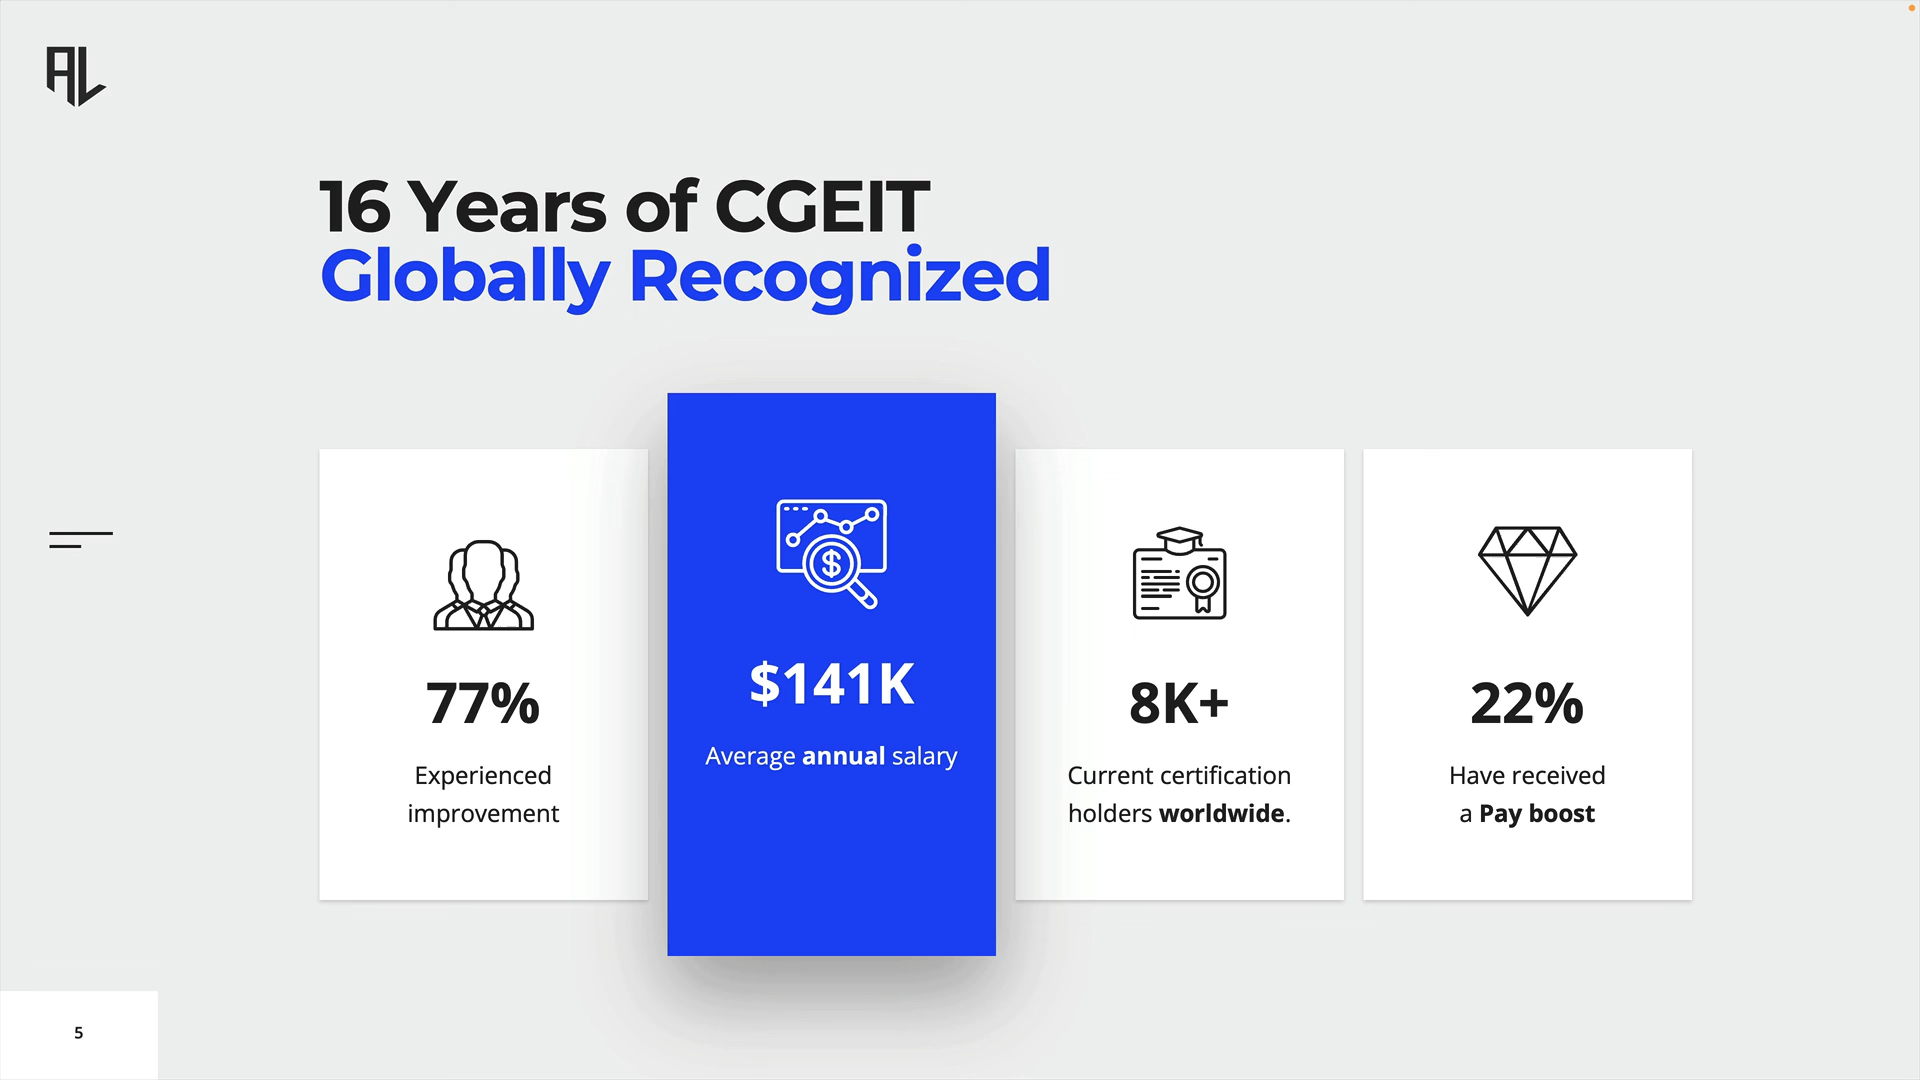 AL
16 Years of CGEIT
Globally Recognized
77%
Experienced
improvement
$
$141K
Average annual salary
8K+
Current certification
holders worldwide.
22%
Have received
a Pay boost
5